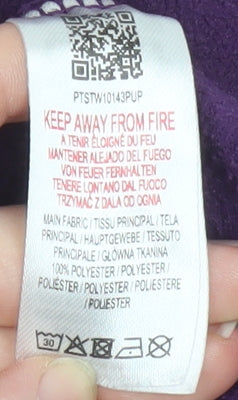 PTSTW10143PUP
KEEP AWAY FROM FIRE
À TENIR ÉLOIGNÉ DU FEU
MANTENER ALEJADO DEL FUEGO
VON FEUER FERNHALTEN
TENERE LONTANO DAL FUOCO
TRZYMAĆ Z DALA OD OGNIA
MAIN FABRIC / TISSU PRINCIPAL / TELA
PRINCIPAL / HAUPTGEWEBE / TESSUTO
PRINCIPALE / GŁÓWNA TKANINA
100% POLYESTER / POLYESTER /
POLIÉSTER / POLYESTER / POLIESTERE
/ POLIESTER
30